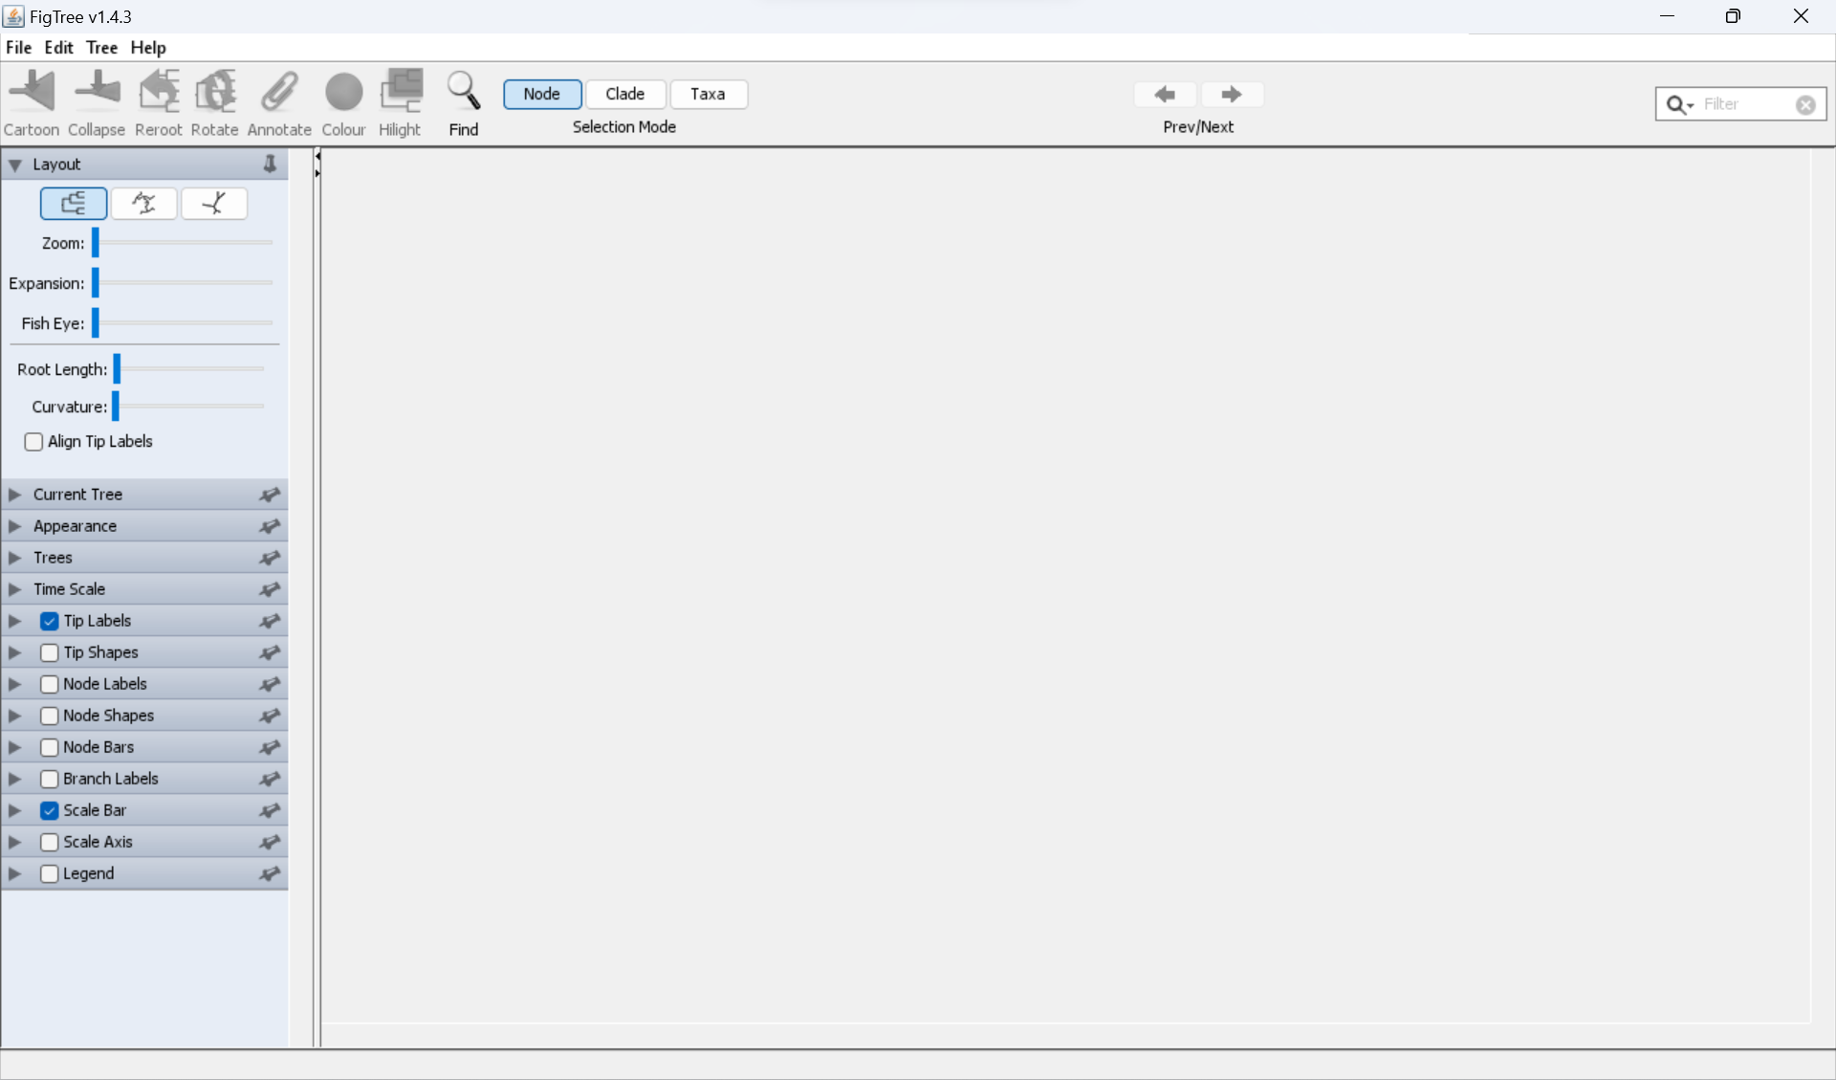 FigTree v1.4.3
File Edit Tree Help
Cartoon Collapse Reroot Rotate Annotate Colour Hilight Find
Node Clade Taxa
Selection Mode
Prev/Next
Filter
Layout
Zoom:
Expansion:
Fish Eye:
Root Length:
Curvature:
Align Tip Labels
Current Tree
Appearance
Trees
Time Scale
Tip Labels
Tip Shapes
Node Labels
Node Shapes
Node Bars
Branch Labels
Scale Bar
Scale Axis
Legend